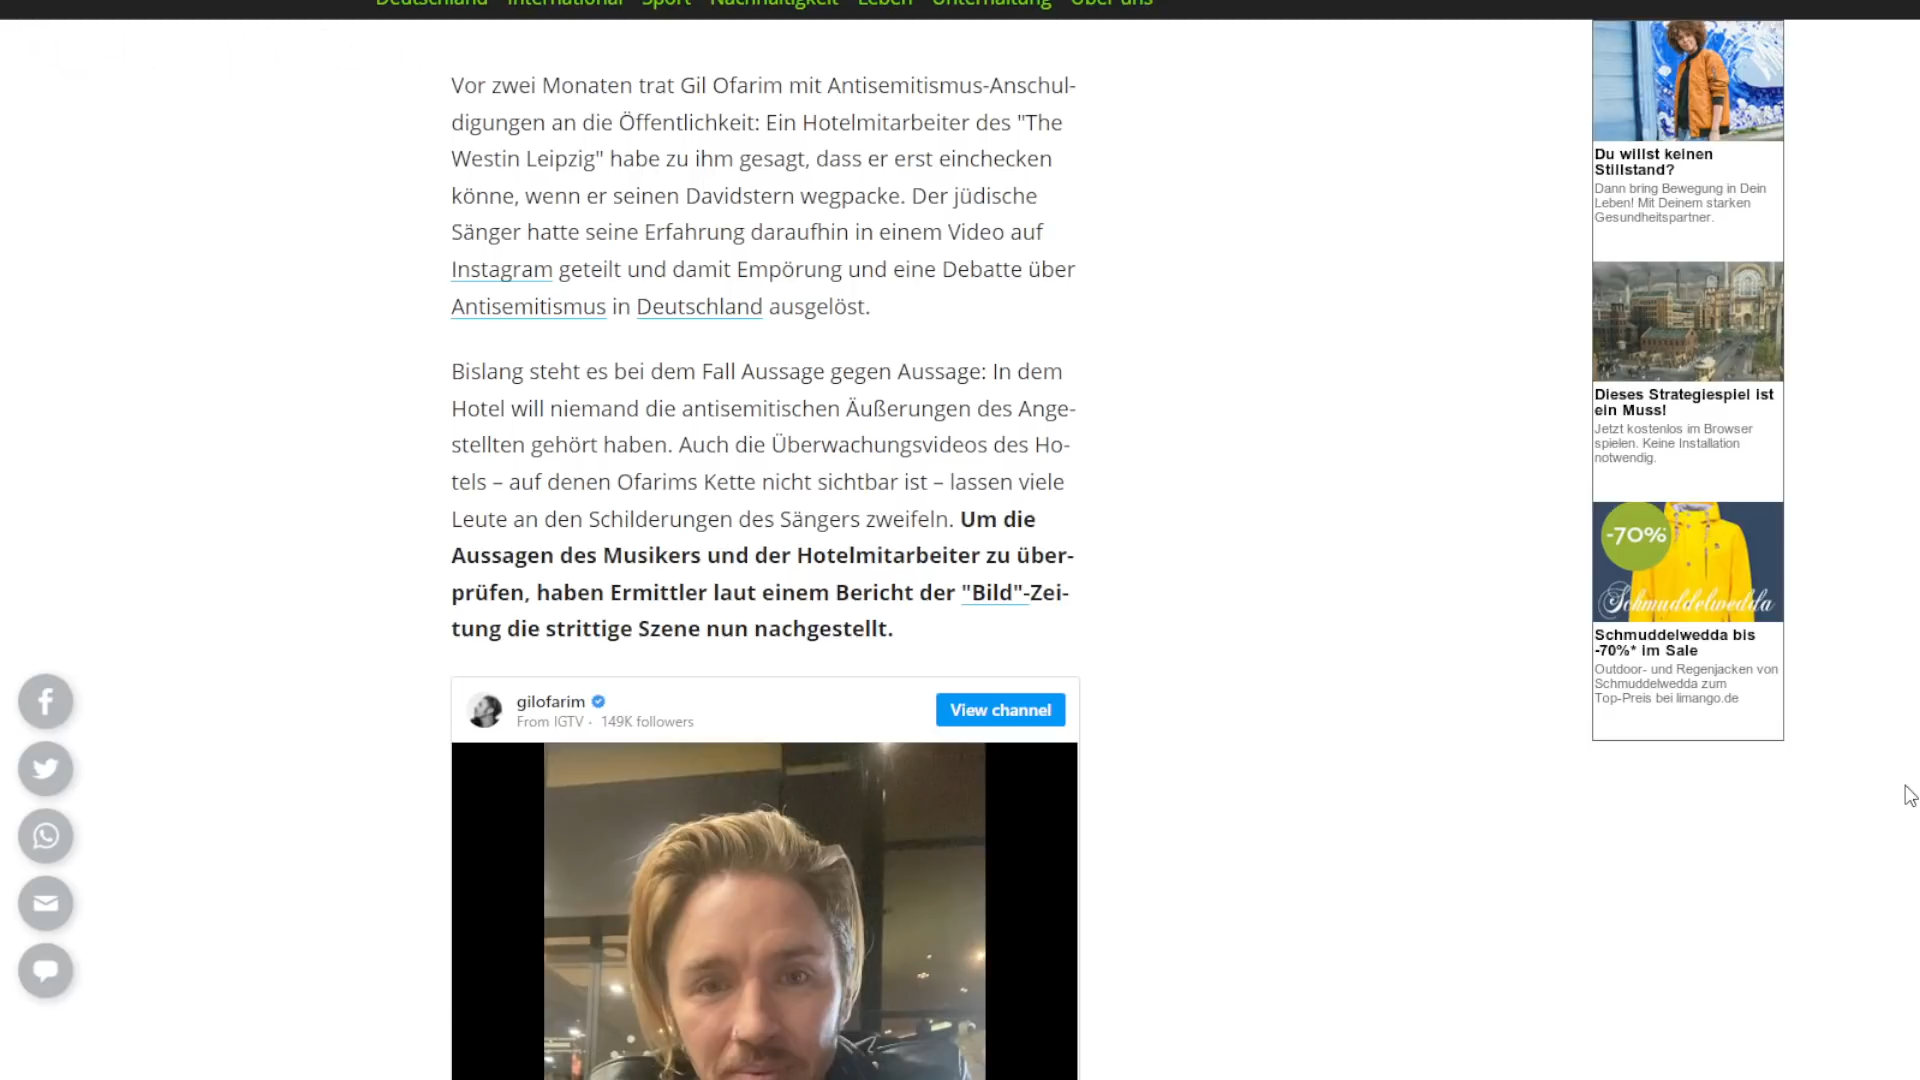 Deutschland International Sport Nachhaltigkeit Leben Unterhaltung Über uns
Vor zwei Monaten trat Gil Ofarim mit Antisemitismus-Anschul-
digungen an die Öffentlichkeit: Ein Hotelmitarbeiter des "The
Westin Leipzig" habe zu ihm gesagt, dass er erst einchecken
könne, wenn er seinen Davidstern wegpacke. Der jüdische
Sänger hatte seine Erfahrung daraufhin in einem Video auf
Instagram geteilt und damit Empörung und eine Debatte über
Antisemitismus in Deutschland ausgelöst.
Bislang steht es bei dem Fall Aussage gegen Aussage: In dem
Hotel will niemand die antisemitischen Äußerungen des Ange-
stellten gehört haben. Auch die Überwachungsvideos des Ho-
tels – auf denen Ofarims Kette nicht sichtbar ist – lassen viele
Leute an den Schilderungen des Sängers zweifeln. Um die
Aussagen des Musikers und der Hotelmitarbeiter zu über-
prüfen, haben Ermittler laut einem Bericht der "Bild"-Zei-
tung die strittige Szene nun nachgestellt.
gilofarim
From IGTV · 149K followers
View channel
Du willst keinen
Stillstand?
Dann bring Bewegung in Dein
Leben! Mit Deinem starken
Gesundheitspartner.
Dieses Strategiespiel ist
ein Muss!
Jetzt kostenlos im Browser
spielen. Keine Installation
notwendig.
-70%*
Schmuddelwedda
Schmuddelwedda bis
-70%* im Sale
Outdoor- und Regenjacken von
Schmuddelwedda zum
Top-Preis bei limango.de